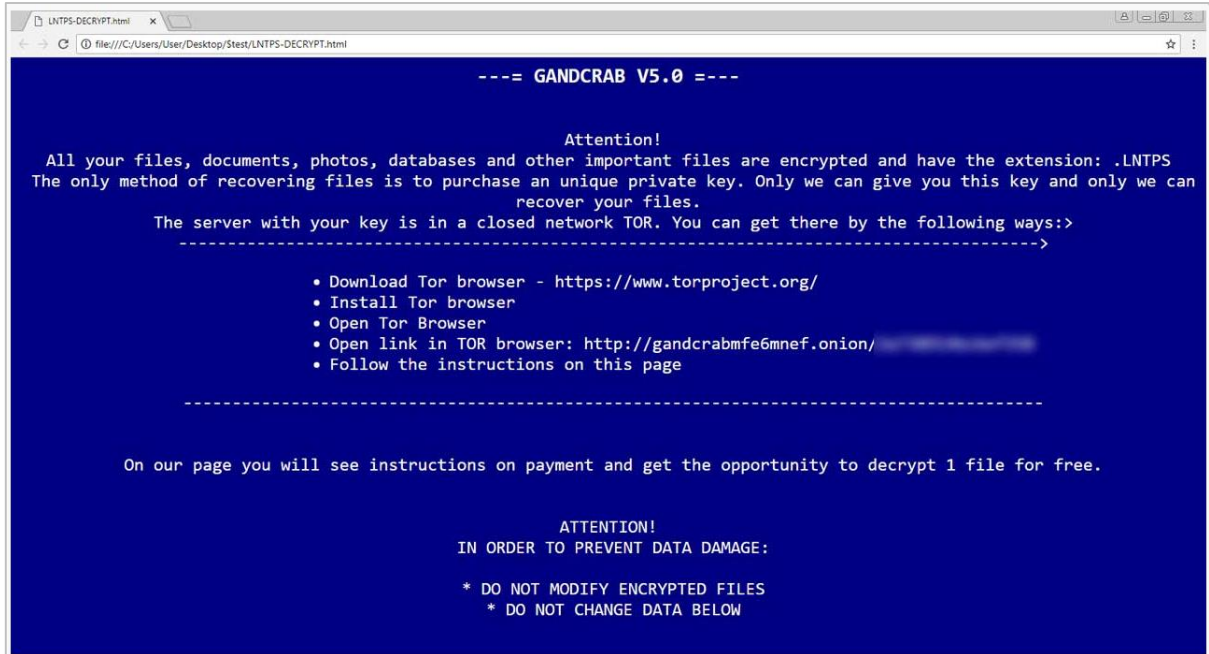 LNTPS-DECRYPT.html
file:///C:/Users/User/Desktop/$test/LNTPS-DECRYPT.html
---= GANDCRAB V5.0 =---
Attention!
All your files, documents, photos, databases and other important files are encrypted and have the extension: .LNTPS
The only method of recovering files is to purchase an unique private key. Only we can give you this key and only we can
recover your files.
The server with your key is in a closed network TOR. You can get there by the following ways:>
----------------------------------------------------------------------------------------->
• Download Tor browser - https://www.torproject.org/
• Install Tor browser
• Open Tor Browser
• Open link in TOR browser: http://gandcrabmfe6mnef.onion/
• Follow the instructions on this page
-----------------------------------------------------------------------------------------
On our page you will see instructions on payment and get the opportunity to decrypt 1 file for free.
ATTENTION!
IN ORDER TO PREVENT DATA DAMAGE:
* DO NOT MODIFY ENCRYPTED FILES
* DO NOT CHANGE DATA BELOW